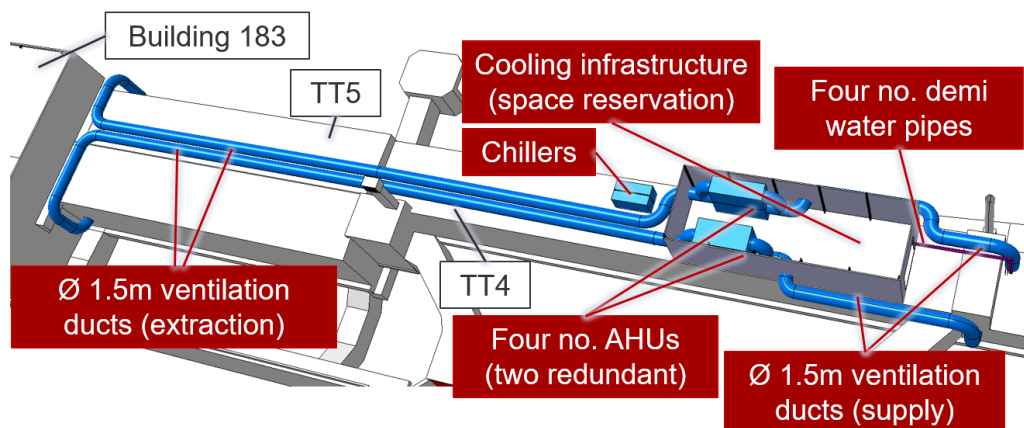 Building 183
TT5
Cooling infrastructure
(space reservation)
Four no. demi
water pipes
Chillers
TT4
Ø 1.5m ventilation
ducts (extraction)
Four no. AHUs
(two redundant)
Ø 1.5m ventilation
ducts (supply)